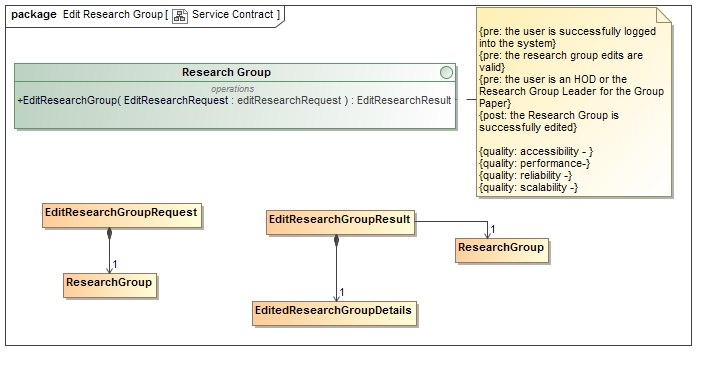 package Edit Research Group [ Service Contract ]
Research Group
operations
+EditResearchGroup( EditResearchRequest : editResearchRequest ) : EditResearchResult
{pre: the user is successfully logged
into the system}
{pre: the research group edits are
valid}
{pre: the user is an HOD or the
Research Group Leader for the Group
Paper}
{post: the Research Group is
successfully edited}
{quality: accessibility - }
{quality: performance-}
{quality: reliability -}
{quality: scalability -}
EditResearchGroupRequest
1
ResearchGroup
EditResearchGroupResult
1
ResearchGroup
1
EditedResearchGroupDetails